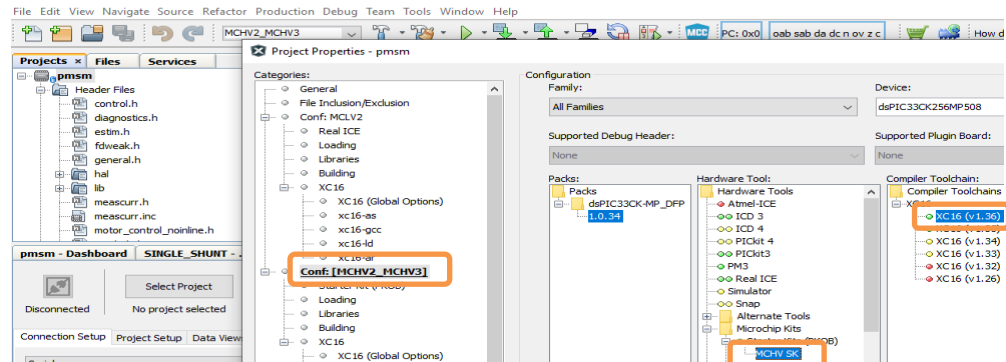 File Edit View Navigate Source Refactor Production Debug Team Tools Window Help
MCHV2_MCHV3 MCC PC: 0x0 oab sab da dc n ov z c How d
Projects × Files Services
pmsm
Header Files
control.h
diagnostics.h
estim.h
fdweak.h
general.h
hal
lib
meascurr.h
meascurr.inc
motor_control_noinline.h
pmsm - Dashboard SINGLE_SHUNT - .
Select Project
Disconnected No project selected
Connection Setup Project Setup Data View
Project Properties - pmsm
Categories:
General
File Inclusion/Exclusion
Conf: MCLV2
Real ICE
Loading
Libraries
Building
XC16
XC16 (Global Options)
xc16-as
xc16-gcc
xc16-ld
xc16-ar
Conf: [MCHV2_MCHV3]
Loading
Libraries
Building
XC16
XC16 (Global Options)
Configuration
Family:
All Families
Device:
dsPIC33CK256MP508
Supported Debug Header:
None
Supported Plugin Board:
None
Packs:
Packs
dsPIC33CK-MP_DFP
1.0.34
Hardware Tool:
Hardware Tools
Atmel-ICE
ICD 3
ICD 4
PICkit 4
PICkit3
PM3
Real ICE
Simulator
Snap
Alternate Tools
Microchip Kits
MCHV SK
Compiler Toolchain:
Compiler Toolchains
XC16
XC16 (v1.36)
XC16 (v1.34)
XC16 (v1.33)
XC16 (v1.32)
XC16 (v1.26)